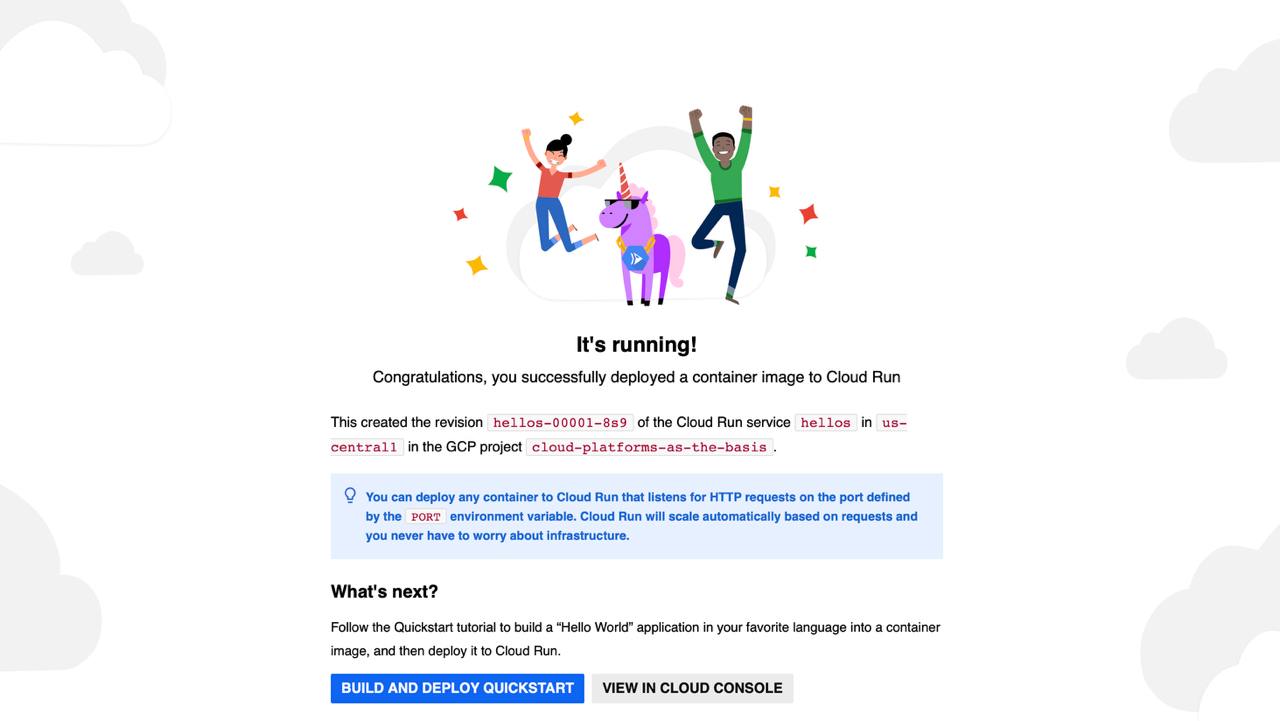 It's running!
Congratulations, you successfully deployed a container image to Cloud Run
This created the revision hellos-00001-8s9 of the Cloud Run service hellos in us-
central1 in the GCP project cloud-platforms-as-the-basis.
You can deploy any container to Cloud Run that listens for HTTP requests on the port defined
by the PORT environment variable. Cloud Run will scale automatically based on requests and
you never have to worry about infrastructure.
What's next?
Follow the Quickstart tutorial to build a “Hello World” application in your favorite language into a container
image, and then deploy it to Cloud Run.
BUILD AND DEPLOY QUICKSTART VIEW IN CLOUD CONSOLE